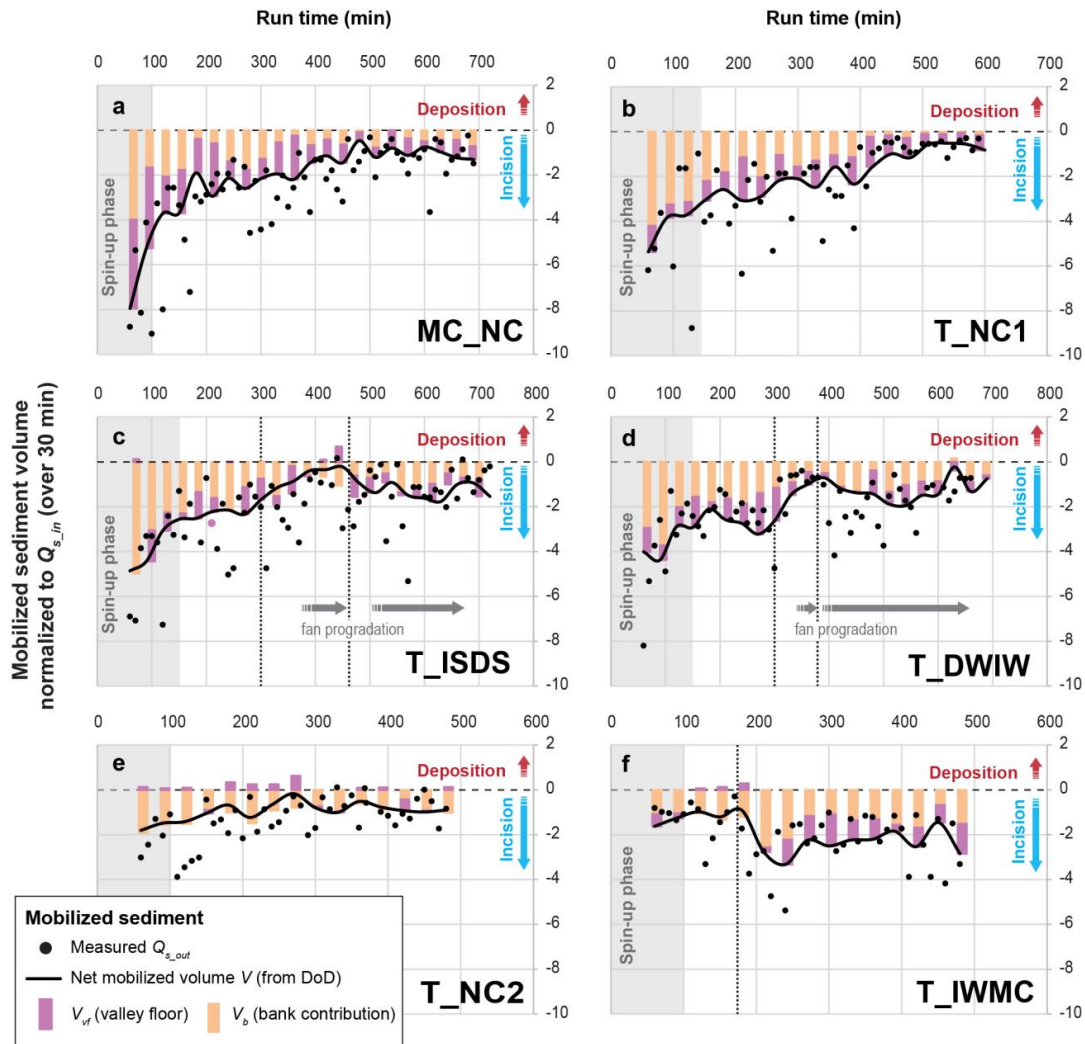 Run time (min)
Run time (min)
0 100 200 300 400 500 600 700 800
0 100 200 300 400 500 600 700
a
Deposition
Incision
Spin-up phase
MC_NC
2
0
-2
-4
-6
-8
-10
b
Deposition
Incision
Spin-up phase
T_NC1
2
0
-2
-4
-6
-8
-10
Mobilized sediment volume
normalized to Q_s_in (over 30 min)
0 100 200 300 400 500 600 700 800
0 100 200 300 400 500 600 700 800
c
Deposition
Incision
Spin-up phase
fan progradation
T_ISDS
2
0
-2
-4
-6
-8
-10
d
Deposition
Incision
Spin-up phase
fan progradation
T_DWIW
2
0
-2
-4
-6
-8
-10
0 100 200 300 400 500 600
0 100 200 300 400 500 600
e
Deposition
Incision
T_NC2
2
0
-2
-4
-6
-8
-10
f
Deposition
Incision
Spin-up phase
T_IWMC
2
0
-2
-4
-6
-8
-10
Mobilized sediment
Measured Q_s_out
Net mobilized volume V (from DoD)
V_vf (valley floor) V_b (bank contribution)